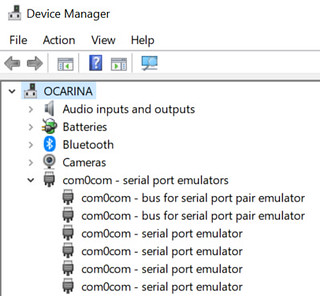 Device Manager
File Action View Help
OCARINA
Audio inputs and outputs
Batteries
Bluetooth
Cameras
com0com - serial port emulators
com0com - bus for serial port pair emulator
com0com - bus for serial port pair emulator
com0com - serial port emulator
com0com - serial port emulator
com0com - serial port emulator
com0com - serial port emulator